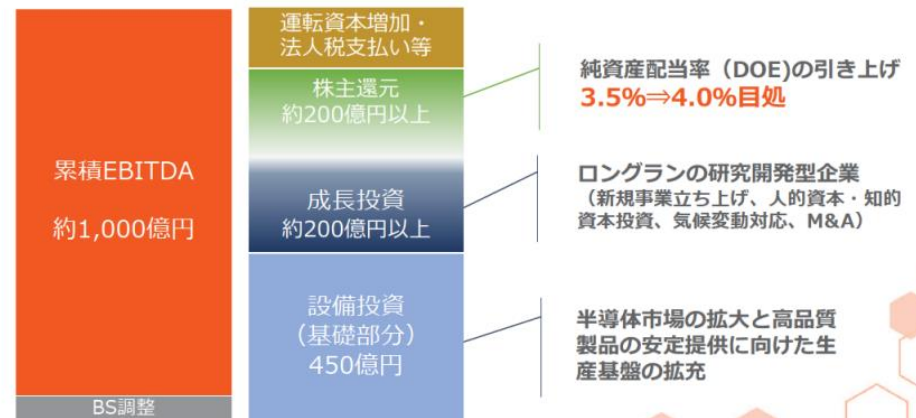 累積EBITDA
約1,000億円
BS調整
運転資本増加・
法人税支払い等
株主還元
約200億円以上
成長投資
約200億円以上
設備投資
（基礎部分）
450億円
純資産配当率（DOE)の引き上げ
3.5%⇒4.0%目処
ロングランの研究開発型企業
（新規事業立ち上げ、人的資本・知的
資本投資、気候変動対応、M&A）
半導体市場の拡大と高品質
製品の安定提供に向けた生
産基盤の拡充